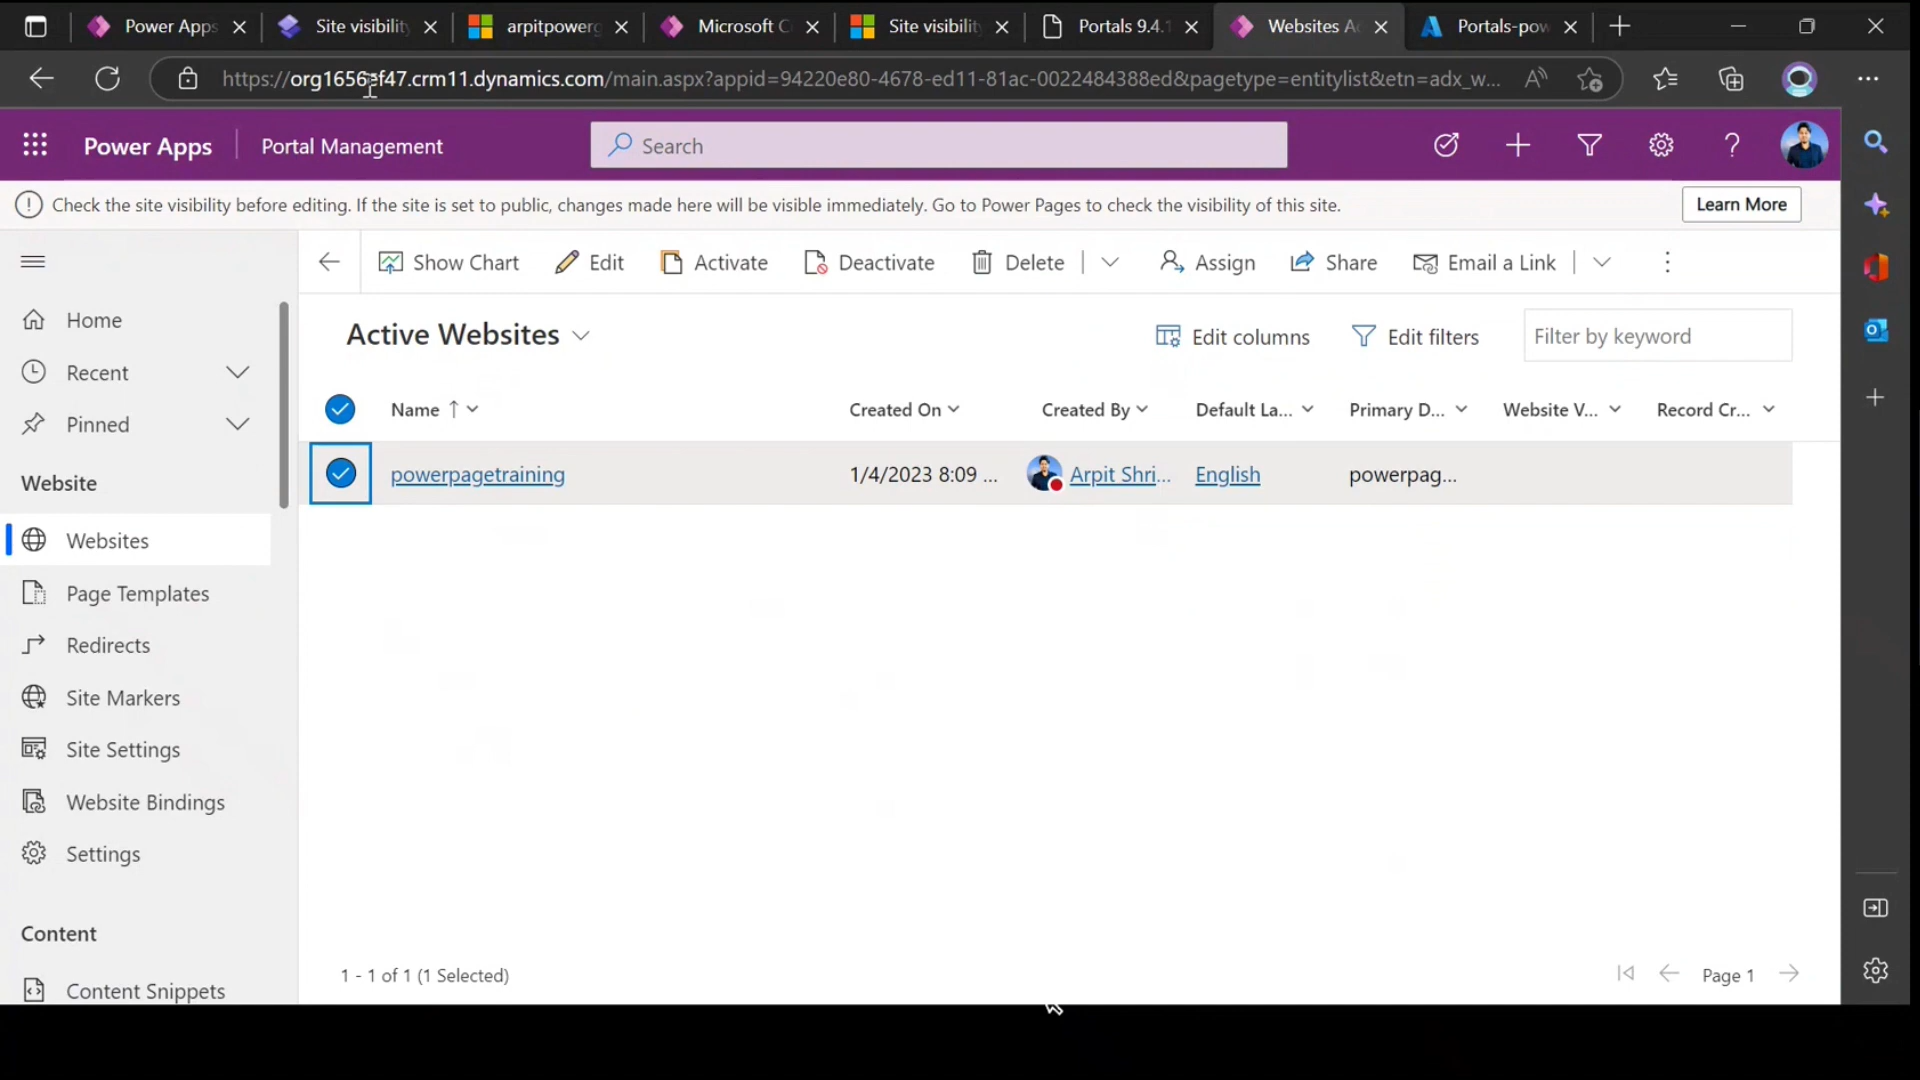 Power Apps
Site visibility
arpitpowerg
Microsoft C
Site visibilit
Portals 9.4.1
Websites Ac
Portals-pow
https://org1656ef47.crm11.dynamics.com/main.aspx?appid=94220e80-4678-ed11-81ac-0022484388ed&pagetype=entitylist&etn=adx_w...
Power Apps
Portal Management
Search
Check the site visibility before editing. If the site is set to public, changes made here will be visible immediately. Go to Power Pages to check the visibility of this site.
Learn More
Show Chart
Edit
Activate
Deactivate
Delete
Assign
Share
Email a Link
Home
Recent
Pinned
Website
Websites
Page Templates
Redirects
Site Markers
Site Settings
Website Bindings
Settings
Content
Content Snippets
Active Websites
Edit columns
Edit filters
Filter by keyword
Name
Created On
Created By
Default La...
Primary D...
Website V...
Record Cr...
powerpagetraining
1/4/2023 8:09 ...
Arpit Shri...
English
powerpag...
1 - 1 of 1 (1 Selected)
Page 1